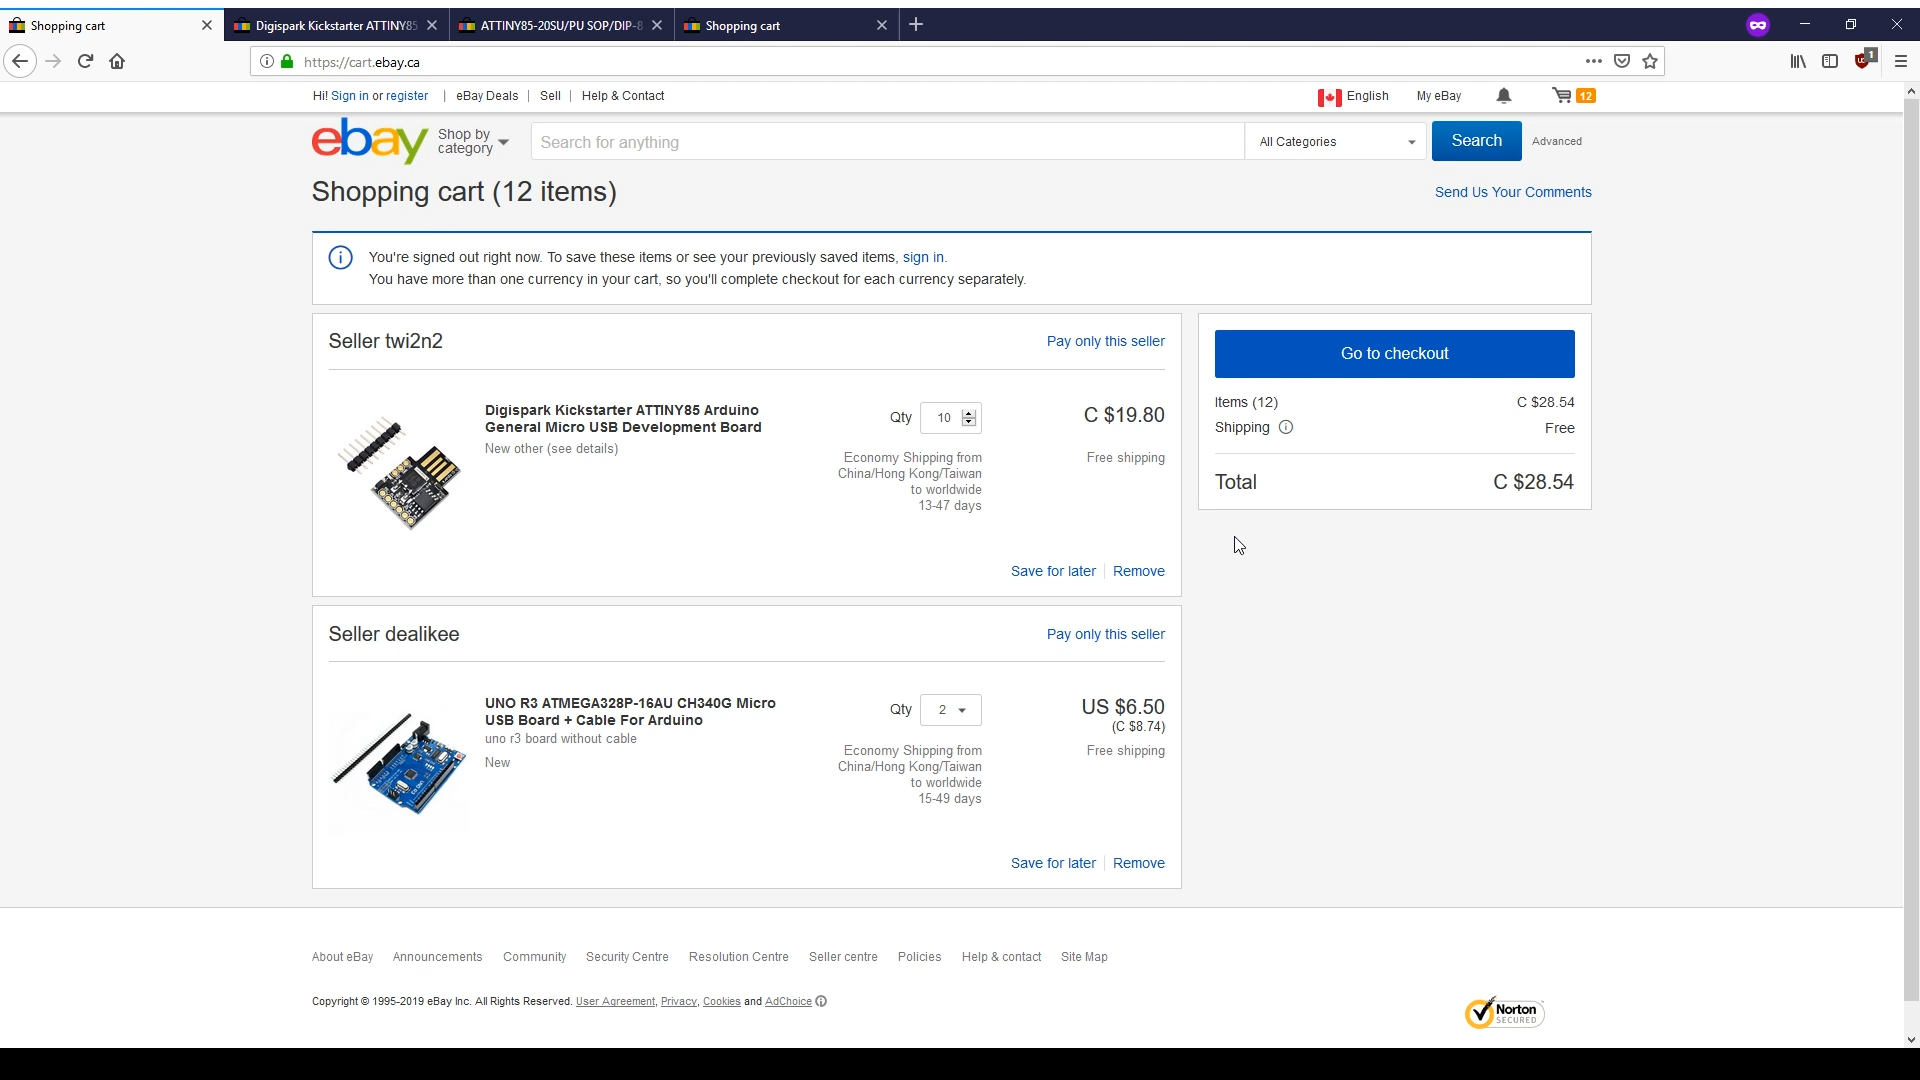 Shopping cart
Digispark Kickstarter ATTINY85
ATTINY85-20SU/PU SOP/DIP-8
Shopping cart
https://cart.ebay.ca
1
Hi! Sign in or register
eBay Deals
Sell
Help & Contact
English
My eBay
12
ebay
Shop by
category
Search for anything
All Categories
Search
Advanced
Shopping cart (12 items)
Send Us Your Comments
You're signed out right now. To save these items or see your previously saved items, sign in.
You have more than one currency in your cart, so you'll complete checkout for each currency separately.
Seller twi2n2
Pay only this seller
Digispark Kickstarter ATTINY85 Arduino
General Micro USB Development Board
New other (see details)
Qty 10
C $19.80
Economy Shipping from
China/Hong Kong/Taiwan
to worldwide
13-47 days
Free shipping
Save for later
Remove
Go to checkout
Items (12)
C $28.54
Shipping
Free
Total
C $28.54
Seller dealikee
Pay only this seller
UNO R3 ATMEGA328P-16AU CH340G Micro
USB Board + Cable For Arduino
uno r3 board without cable
New
Qty 2
US $6.50
(C $8.74)
Economy Shipping from
China/Hong Kong/Taiwan
to worldwide
15-49 days
Free shipping
Save for later
Remove
About eBay
Announcements
Community
Security Centre
Resolution Centre
Seller centre
Policies
Help & contact
Site Map
Copyright © 1995-2019 eBay Inc. All Rights Reserved. User Agreement, Privacy, Cookies and AdChoice
Norton
SECURED